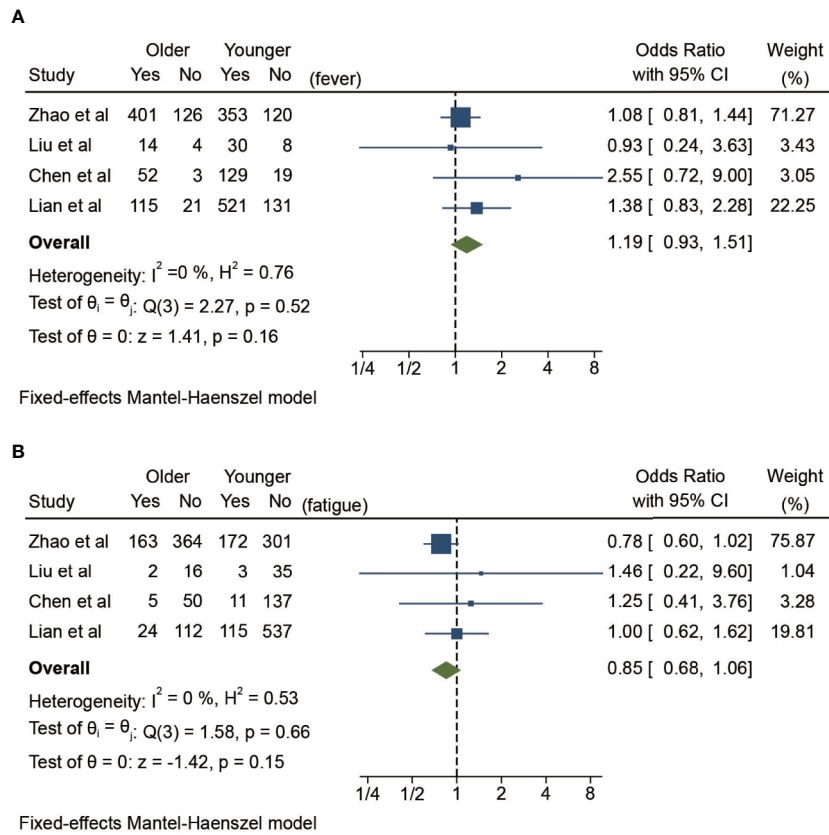 A
Older Younger Odds Ratio Weight
Study Yes No Yes No (fever) with 95% CI (%)
Zhao et al 401 126 353 120 1.08 [ 0.81, 1.44] 71.27
Liu et al 14 4 30 8 0.93 [ 0.24, 3.63] 3.43
Chen et al 52 3 129 19 2.55 [ 0.72, 9.00] 3.05
Lian et al 115 21 521 131 1.38 [ 0.83, 2.28] 22.25
Overall 1.19 [ 0.93, 1.51]
Heterogeneity: I² =0 %, H² = 0.76
Test of θi = θj: Q(3) = 2.27, p = 0.52
Test of θ = 0: z = 1.41, p = 0.16
1/4 1/2 1 2 4 8
Fixed-effects Mantel-Haenszel model
B
Older Younger Odds Ratio Weight
Study Yes No Yes No (fatigue) with 95% CI (%)
Zhao et al 163 364 172 301 0.78 [ 0.60, 1.02] 75.87
Liu et al 2 16 3 35 1.46 [ 0.22, 9.60] 1.04
Chen et al 5 50 11 137 1.25 [ 0.41, 3.76] 3.28
Lian et al 24 112 115 537 1.00 [ 0.62, 1.62] 19.81
Overall 0.85 [ 0.68, 1.06]
Heterogeneity: I² =0 %, H² = 0.53
Test of θi = θj: Q(3) = 1.58, p = 0.66
Test of θ = 0: z = -1.42, p = 0.15
1/4 1/2 1 2 4 8
Fixed-effects Mantel-Haenszel model